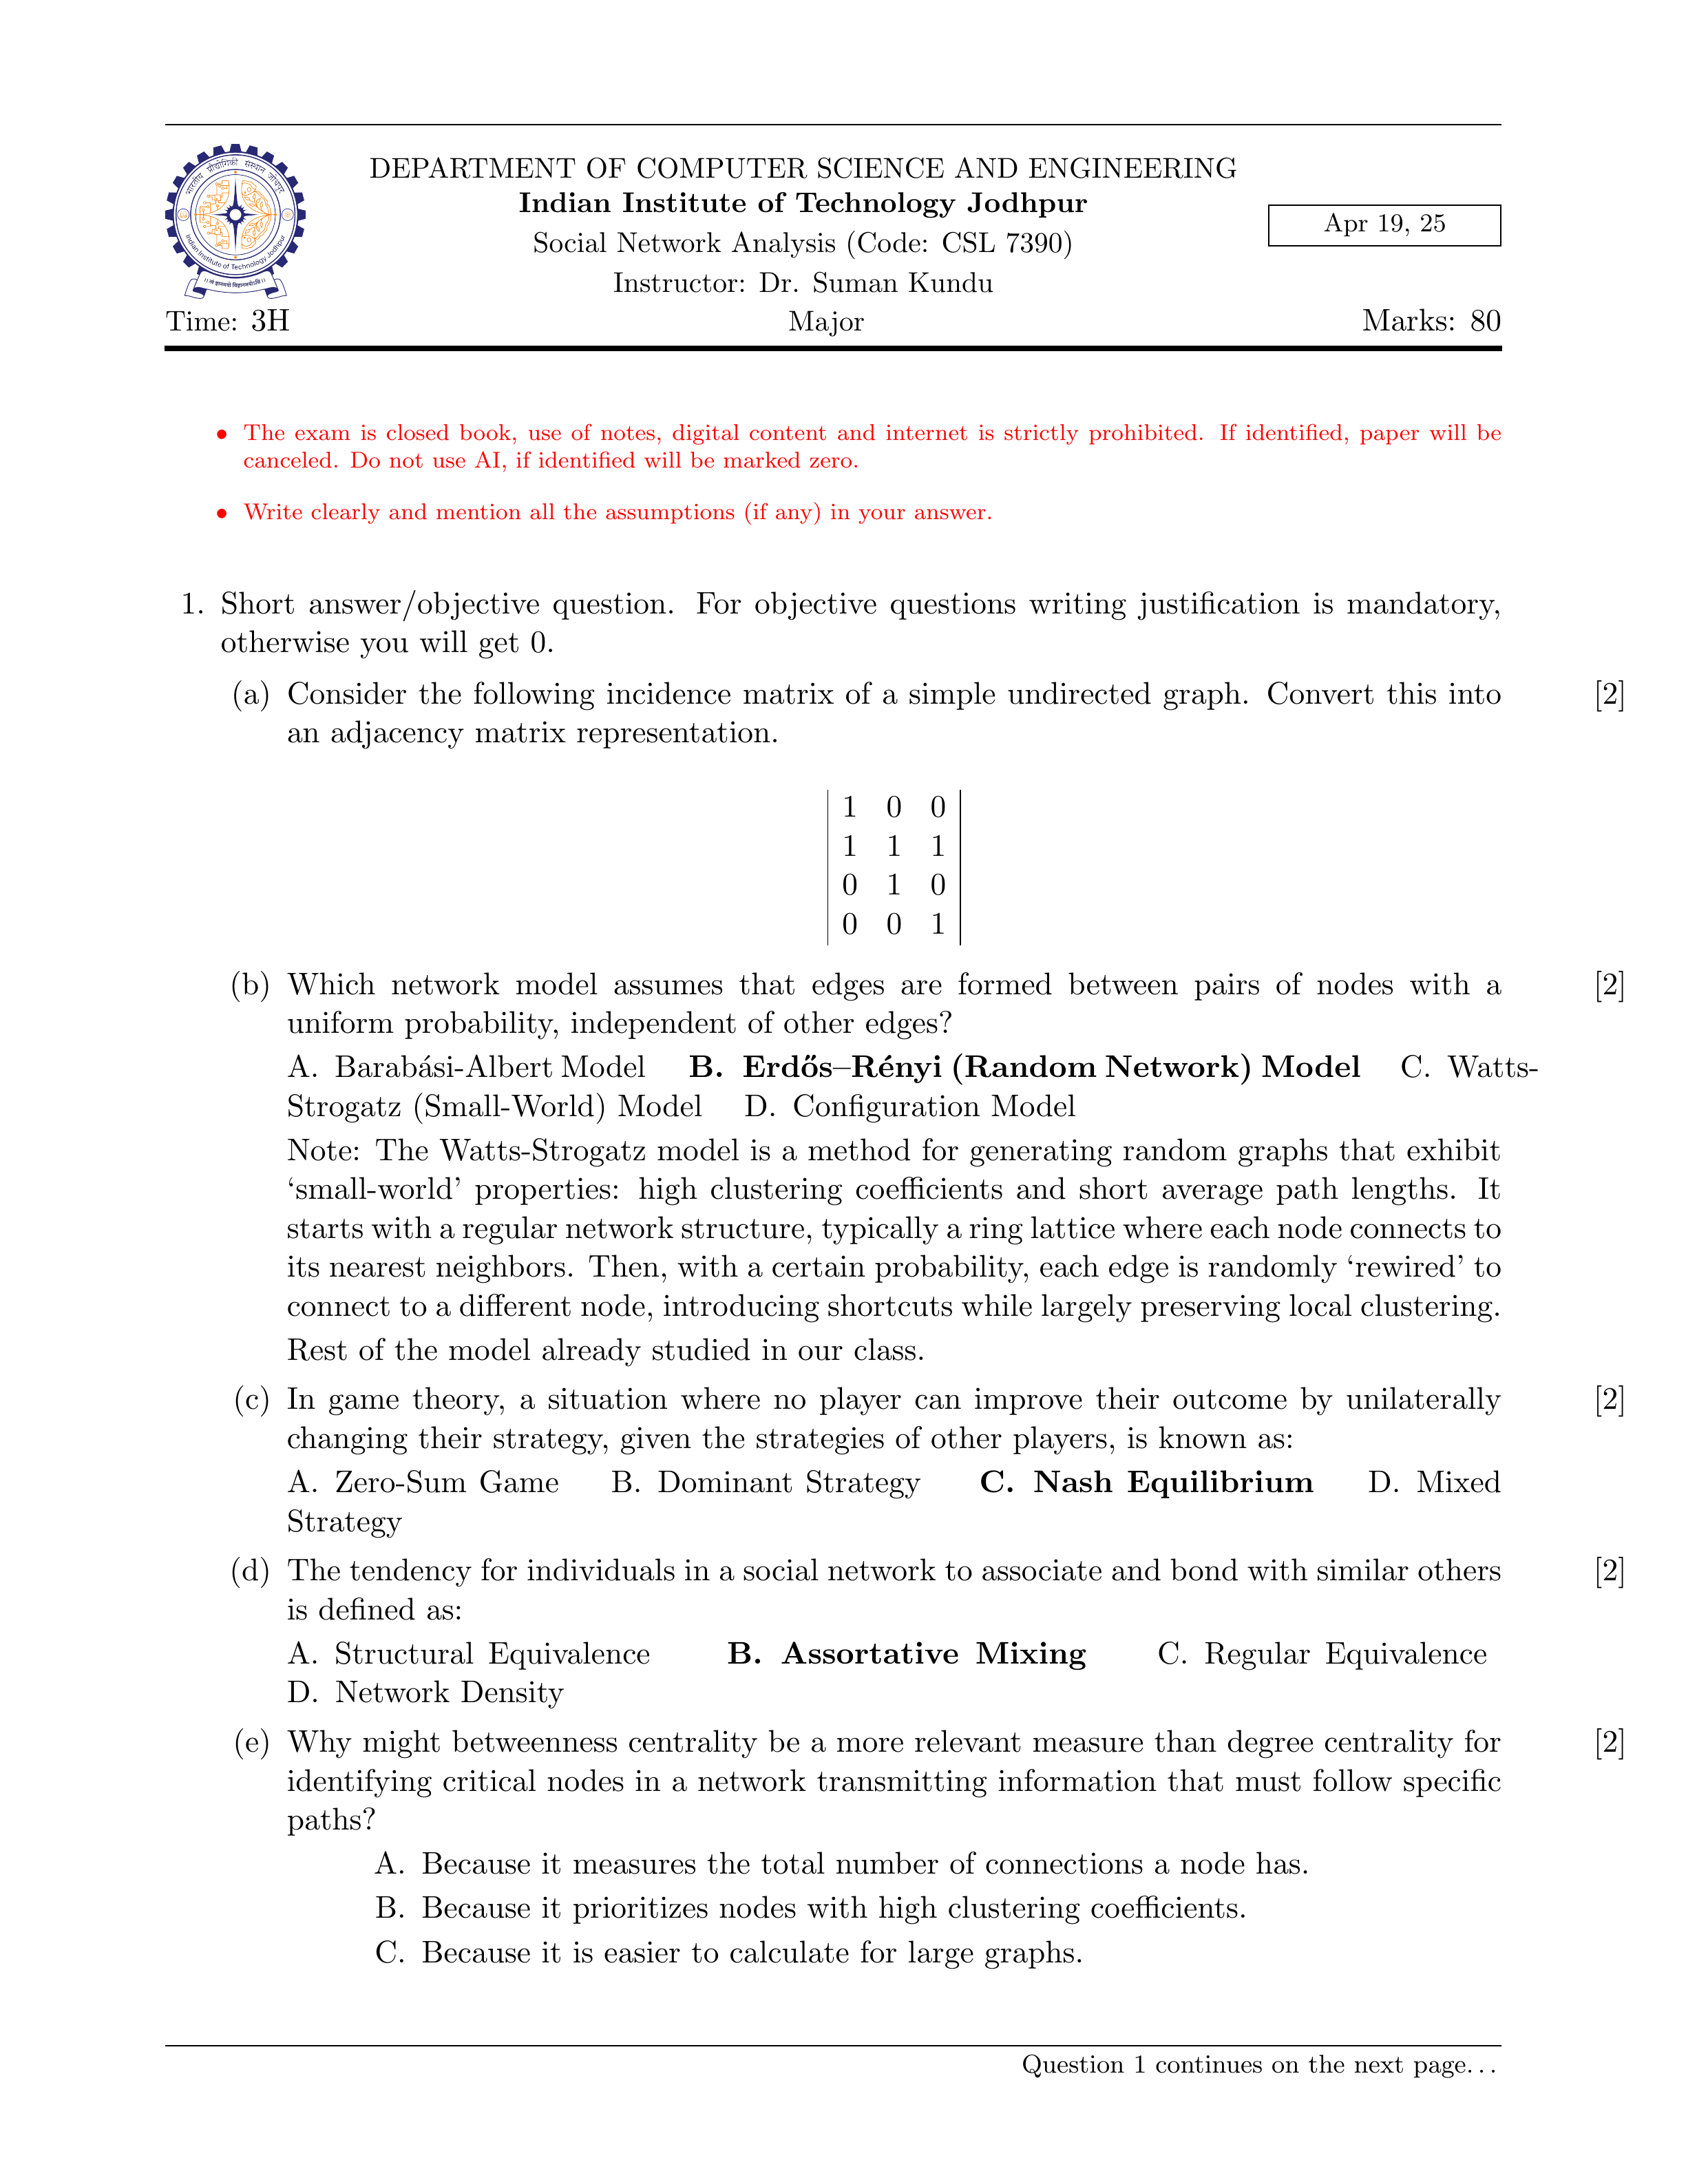 भारतीय प्रौद्योगिकी संस्थान जोधपुर
Indian Institute of Technology Jodhpur
DEPARTMENT OF COMPUTER SCIENCE AND ENGINEERING
Indian Institute of Technology Jodhpur
Social Network Analysis (Code: CSL 7390)
Instructor: Dr. Suman Kundu
Apr 19, 25
Time: 3H Major Marks: 80
• The exam is closed book, use of notes, digital content and internet is strictly prohibited. If identified, paper will be
canceled. Do not use AI, if identified will be marked zero.
• Write clearly and mention all the assumptions (if any) in your answer.
1. Short answer/objective question. For objective questions writing justification is mandatory,
otherwise you will get 0.
(a) Consider the following incidence matrix of a simple undirected graph. Convert this into [2]
an adjacency matrix representation.
1 0 0
1 1 1
0 1 0
0 0 1
(b) Which network model assumes that edges are formed between pairs of nodes with a [2]
uniform probability, independent of other edges?
A. Barabási-Albert Model B. Erdős–Rényi (Random Network) Model C. Watts-
Strogatz (Small-World) Model D. Configuration Model
Note: The Watts-Strogatz model is a method for generating random graphs that exhibit
‘small-world’ properties: high clustering coefficients and short average path lengths. It
starts with a regular network structure, typically a ring lattice where each node connects to
its nearest neighbors. Then, with a certain probability, each edge is randomly ‘rewired’ to
connect to a different node, introducing shortcuts while largely preserving local clustering.
Rest of the model already studied in our class.
(c) In game theory, a situation where no player can improve their outcome by unilaterally [2]
changing their strategy, given the strategies of other players, is known as:
A. Zero-Sum Game B. Dominant Strategy C. Nash Equilibrium D. Mixed
Strategy
(d) The tendency for individuals in a social network to associate and bond with similar others [2]
is defined as:
A. Structural Equivalence B. Assortative Mixing C. Regular Equivalence
D. Network Density
(e) Why might betweenness centrality be a more relevant measure than degree centrality for [2]
identifying critical nodes in a network transmitting information that must follow specific
paths?
A. Because it measures the total number of connections a node has.
B. Because it prioritizes nodes with high clustering coefficients.
C. Because it is easier to calculate for large graphs.
Question 1 continues on the next page...